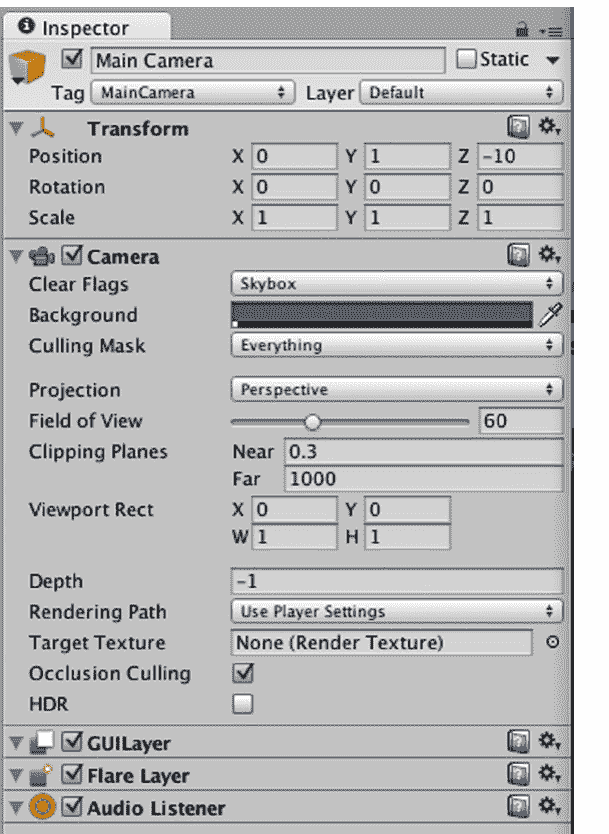 Inspector
Main Camera Static
Tag MainCamera Layer Default
Transform
Position X 0 Y 1 Z -10
Rotation X 0 Y 0 Z 0
Scale X 1 Y 1 Z 1
Camera
Clear Flags Skybox
Background
Culling Mask Everything
Projection Perspective
Field of View 60
Clipping Planes Near 0.3
Far 1000
Viewport Rect X 0 Y 0
W 1 H 1
Depth -1
Rendering Path Use Player Settings
Target Texture None (Render Texture)
Occlusion Culling
HDR
GUILayer
Flare Layer
Audio Listener